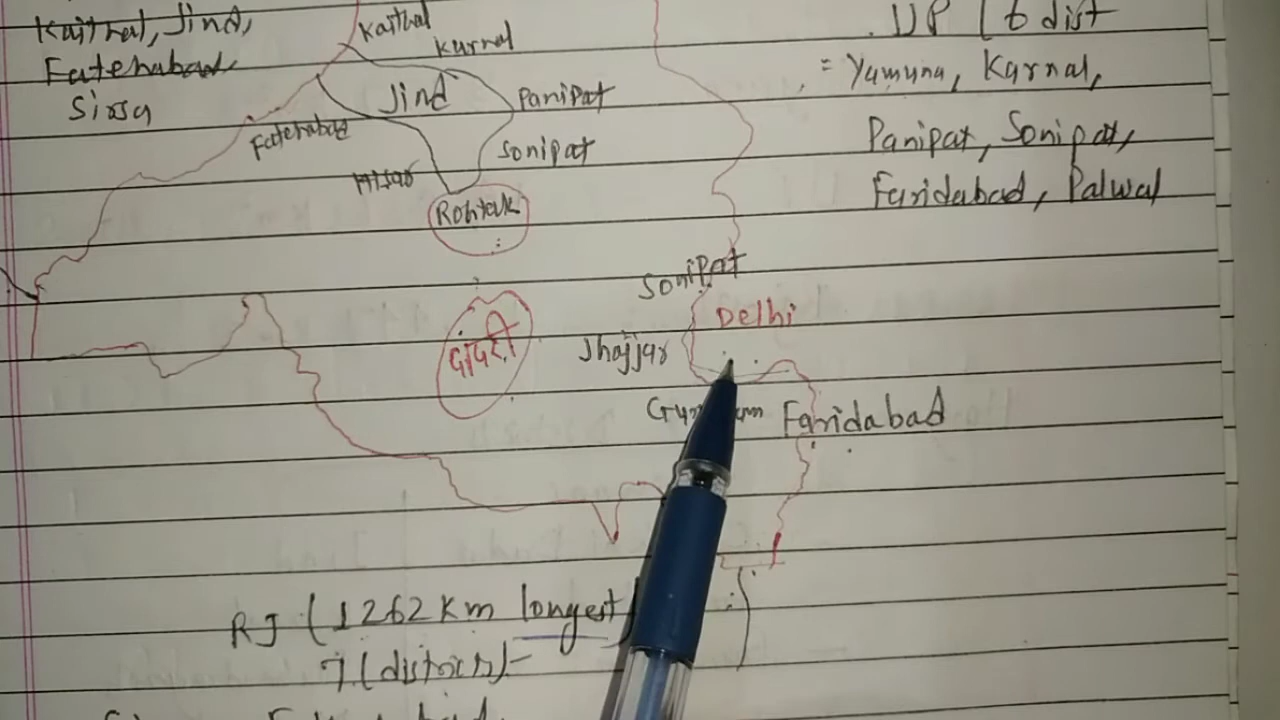 Kaithal, Jind,
Fatehabad
Sirsa
Kaithal
Kurnal
Jind
Panipat
Fatehabad
Sonipat
Hisar
Rohtak
UP (6 dist
= Yamuna, Karnal,
Panipat, Sonipat,
Faridabad, Palwal
Sonipat
Delhi
Jhajjar
Faridabad
RJ (1262 km longest)
7 (districts)-